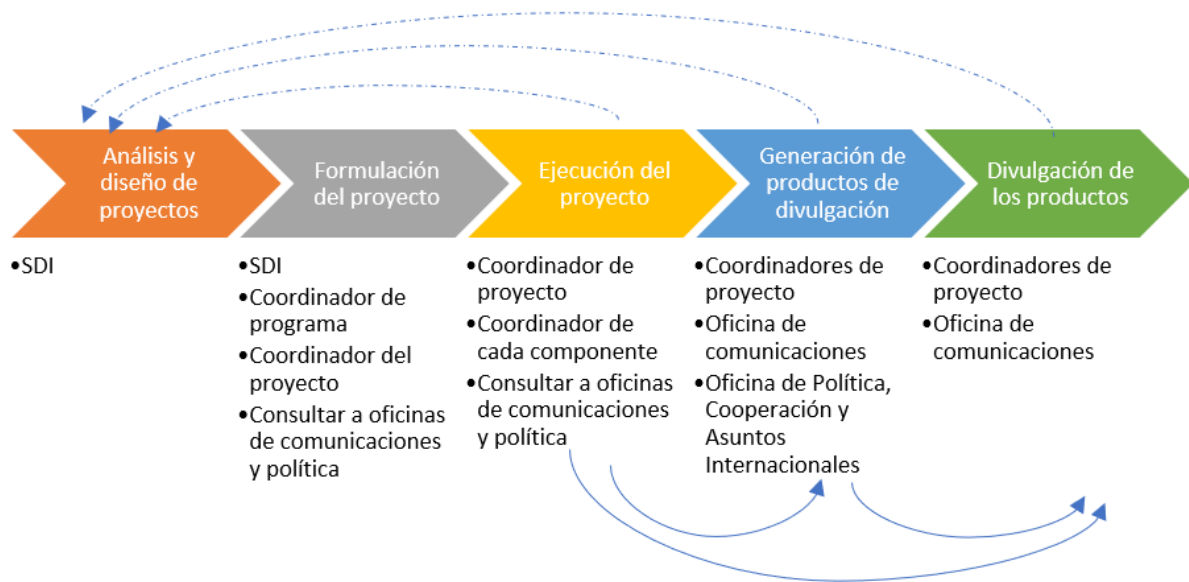 Análisis y
diseño de
proyectos
Formulación
del proyecto
Ejecución del
proyecto
Generación de
productos de
divulgación
Divulgación de
los productos
•SDI
•SDI
•Coordinador de
programa
•Coordinador del
proyecto
•Consultar a oficinas
de comunicaciones
y política
•Coordinador de
proyecto
•Coordinador de
cada componente
•Consultar a oficinas
de comunicaciones
y política
•Coordinadores de
proyecto
•Oficina de
comunicaciones
•Oficina de Política,
Cooperación y
Asuntos
Internacionales
•Coordinadores de
proyecto
•Oficina de
comunicaciones